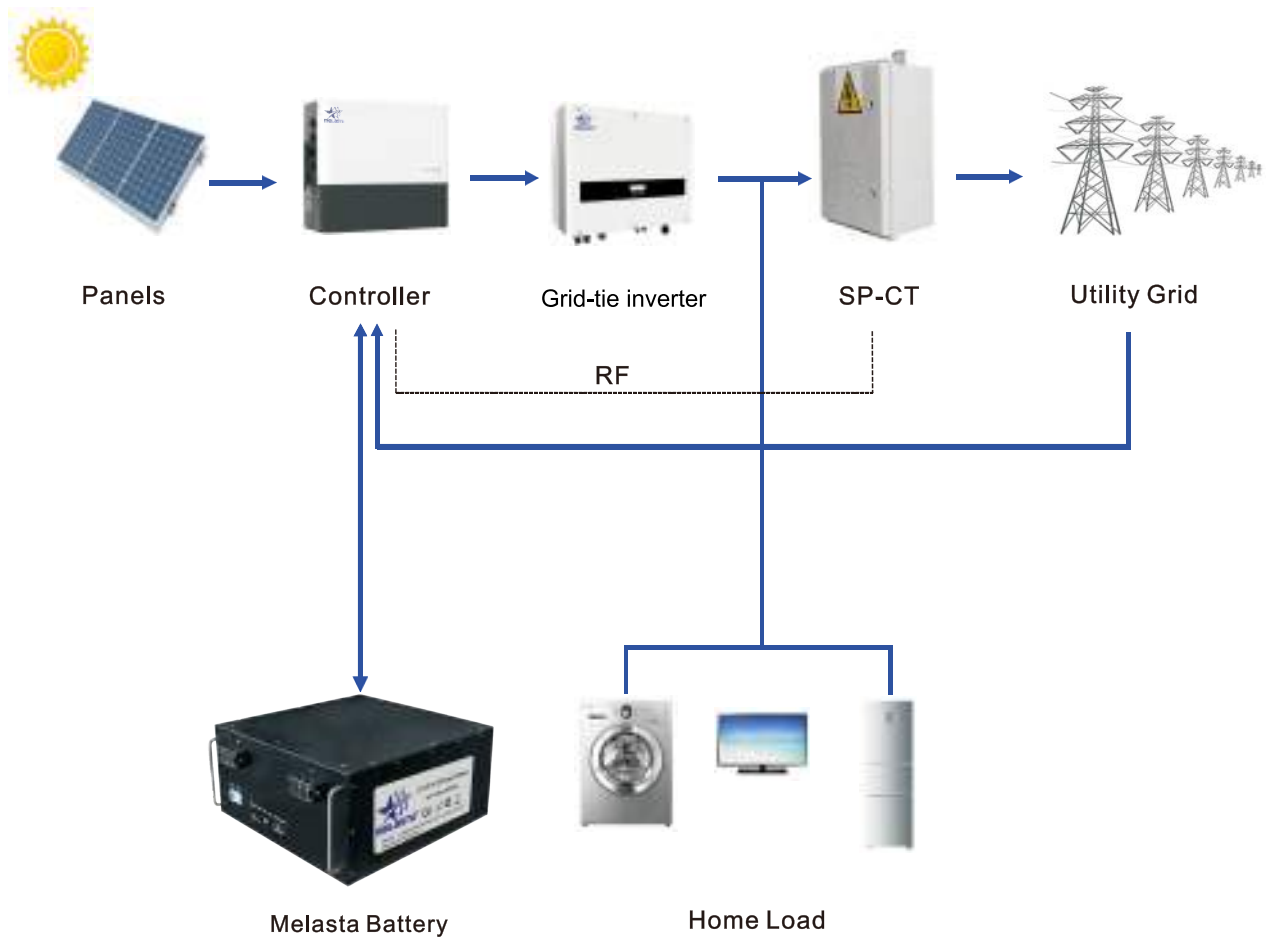 Panels
Controller
Grid-tie inverter
SP-CT
Utility Grid
RF
Melasta Battery
Home Load